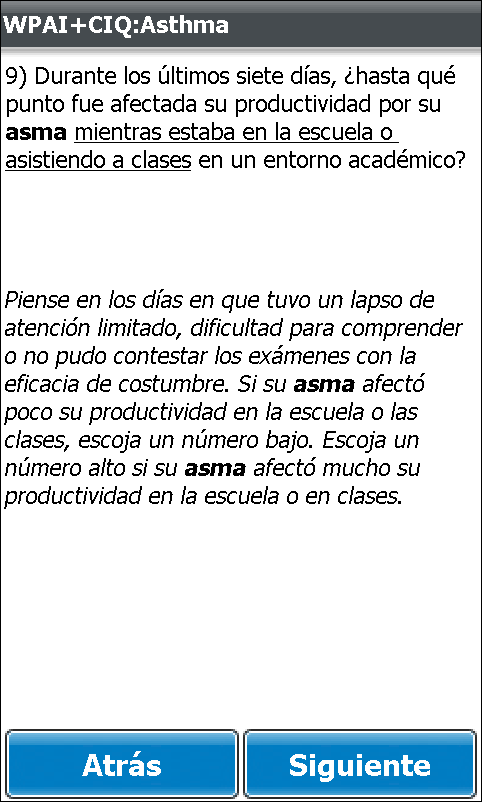 WPAI+CIQ:Asthma
9) Durante los últimos siete días, ¿hasta qué
punto fue afectada su productividad por su
asma mientras estaba en la escuela o
asistiendo a clases en un entorno académico?
Piense en los días en que tuvo un lapso de
atención limitado, dificultad para comprender
o no pudo contestar los exámenes con la
eficacia de costumbre. Si su asma afectó
poco su productividad en la escuela o las
clases, escoja un número bajo. Escoja un
número alto si su asma afectó mucho su
productividad en la escuela o en clases.
Atrás Siguiente